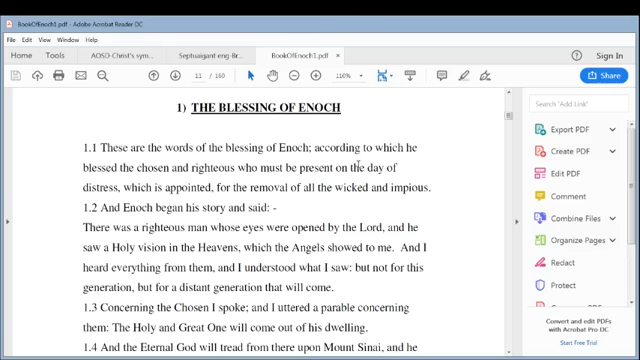 BookOfEnoch1.pdf - Adobe Acrobat Reader DC
File Edit View Window Help
Home Tools AOSD-Christ's sym... Septuaigant eng-Br... BookOfEnoch1.pdf × Sign In
11 / 160 116% Share
1) THE BLESSING OF ENOCH
1.1 These are the words of the blessing of Enoch; according to which he
blessed the chosen and righteous who must be present on the day of
distress, which is appointed, for the removal of all the wicked and impious.
1.2 And Enoch began his story and said: -
There was a righteous man whose eyes were opened by the Lord, and he
saw a Holy vision in the Heavens, which the Angels showed to me. And I
heard everything from them, and I understood what I saw: but not for this
generation, but for a distant generation that will come.
1.3 Concerning the Chosen I spoke; and I uttered a parable concerning
them: The Holy and Great One will come out of his dwelling.
1.4 And the Eternal God will tread from there upon Mount Sinai, and he
Search 'Add Link'
Export PDF
Create PDF
Edit PDF
Comment
Combine Files
Organize Pages
Redact
Protect
Convert and edit PDFs
with Acrobat Pro DC
Start Free Trial